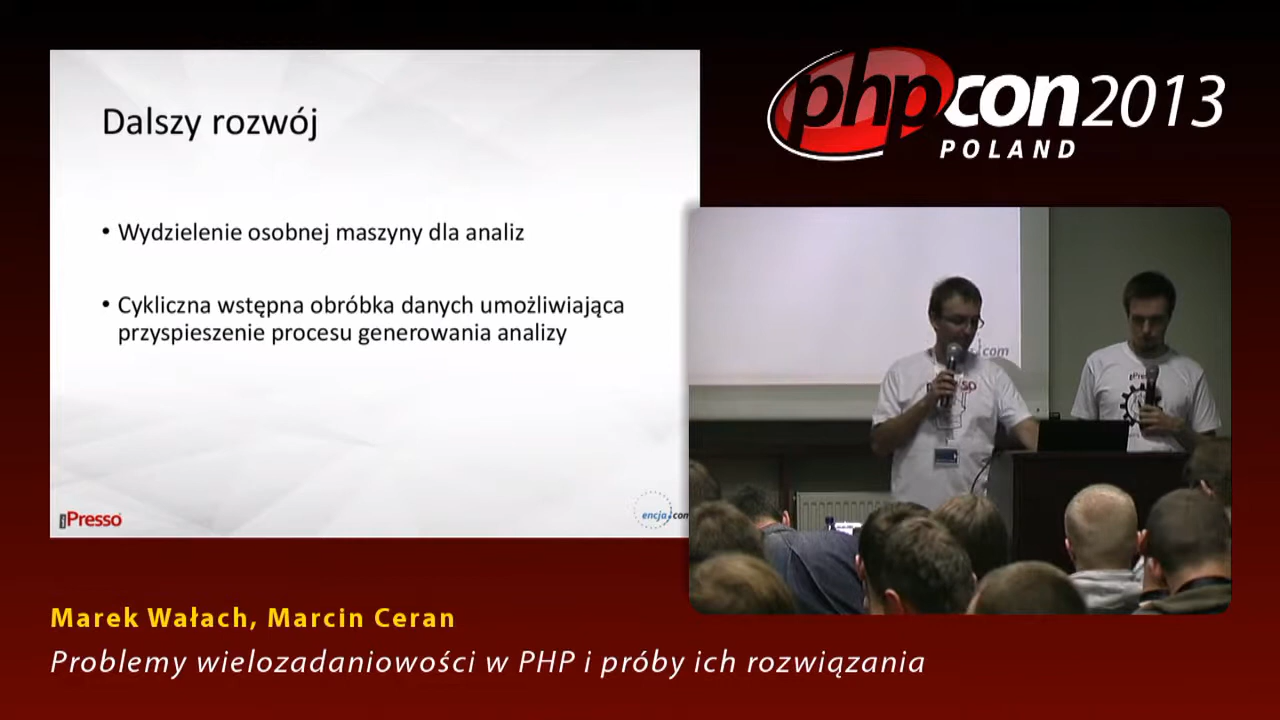 Dalszy rozwój
• Wydzielenie osobnej maszyny dla analiz
• Cykliczna wstępna obróbka danych umożliwiająca
przyspieszenie procesu generowania analizy
iPresso
encja.com
phpcon2013
POLAND
Marek Wałach, Marcin Ceran
Problemy wielozadaniowości w PHP i próby ich rozwiązania